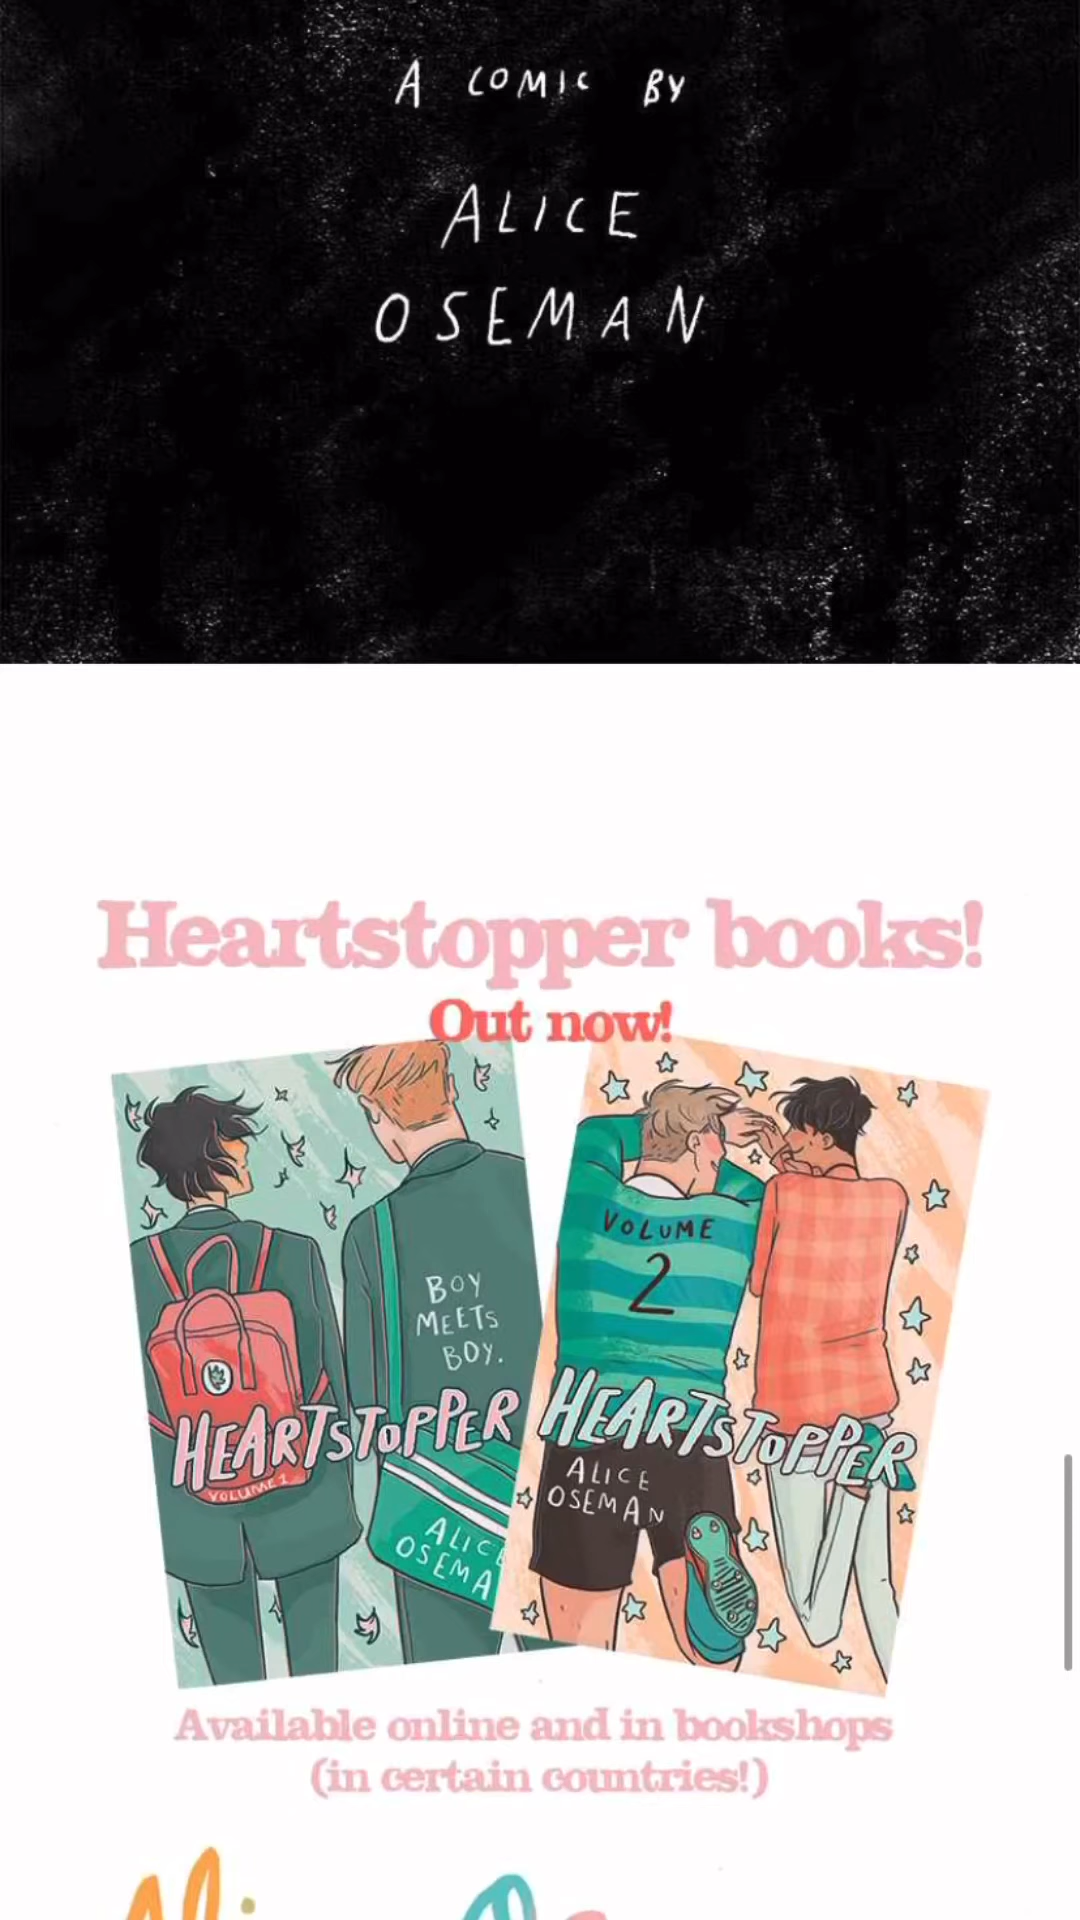 A COMIC BY
ALICE
OSEMAN
Heartstopper books!
Out now!
BOY
MEETS
BOY.
HEARTSTOPPER
VOLUME 1
ALICE
OSEMA
VOLUME
2
HEARTSTOPPER
ALICE
OSEMAN
Available online and in bookshops
(in certain countries!)